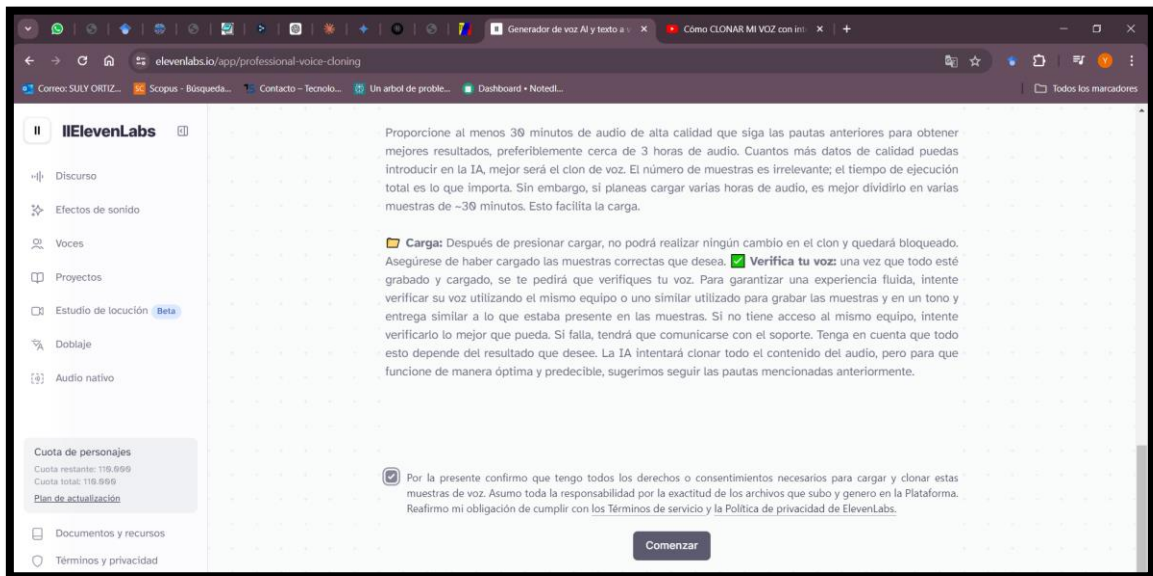 Generador de voz AI y texto a v
Cómo CLONAR MI VOZ con int
elevenlabs.io/app/professional-voice-cloning
Correo: SULY ORTIZ...
Scopus - Búsqueda...
Contacto – Tecnolo...
Un arbol de proble...
Dashboard • Notedl...
Todos los marcadores
IIElevenLabs
Discurso
Efectos de sonido
Voces
Proyectos
Estudio de locución Beta
Doblaje
Audio nativo
Cuota de personajes
Cuota restante: 110.000
Cuota total: 110.000
Plan de actualización
Documentos y recursos
Términos y privacidad
Proporcione al menos 30 minutos de audio de alta calidad que siga las pautas anteriores para obtener
mejores resultados, preferiblemente cerca de 3 horas de audio. Cuantos más datos de calidad puedas
introducir en la IA, mejor será el clon de voz. El número de muestras es irrelevante; el tiempo de ejecución
total es lo que importa. Sin embargo, si planeas cargar varias horas de audio, es mejor dividirlo en varias
muestras de ~30 minutos. Esto facilita la carga.
Carga: Después de presionar cargar, no podrá realizar ningún cambio en el clon y quedará bloqueado.
Asegúrese de haber cargado las muestras correctas que desea. ✅ Verifica tu voz: una vez que todo esté
grabado y cargado, se te pedirá que verifiques tu voz. Para garantizar una experiencia fluida, intente
verificar su voz utilizando el mismo equipo o uno similar utilizado para grabar las muestras y en un tono y
entrega similar a lo que estaba presente en las muestras. Si no tiene acceso al mismo equipo, intente
verificarlo lo mejor que pueda. Si falla, tendrá que comunicarse con el soporte. Tenga en cuenta que todo
esto depende del resultado que desee. La IA intentará clonar todo el contenido del audio, pero para que
funcione de manera óptima y predecible, sugerimos seguir las pautas mencionadas anteriormente.
Por la presente confirmo que tengo todos los derechos o consentimientos necesarios para cargar y clonar estas
muestras de voz. Asumo toda la responsabilidad por la exactitud de los archivos que subo y genero en la Plataforma.
Reafirmo mi obligación de cumplir con los Términos de servicio y la Política de privacidad de ElevenLabs.
Comenzar